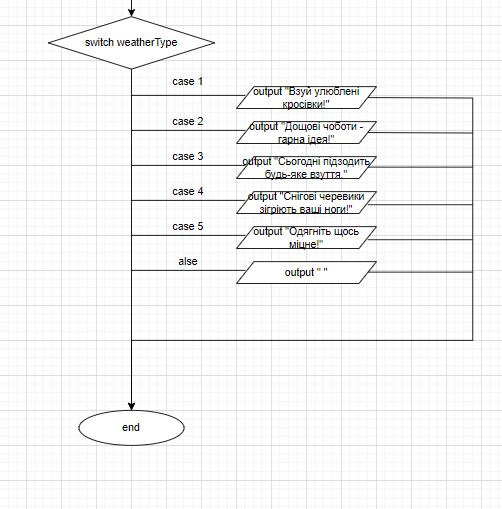 switch weatherType
case 1
output "Взуй улюблені
кросівки!"
case 2
output "Дощові чоботи -
гарна ідея!"
case 3
output "Сьогодні підзодить
будь-яке взуття."
case 4
output "Снігові черевики
зігріють ваші ноги!"
case 5
output "Одягніть щось
міцне!"
alse
output " "
end